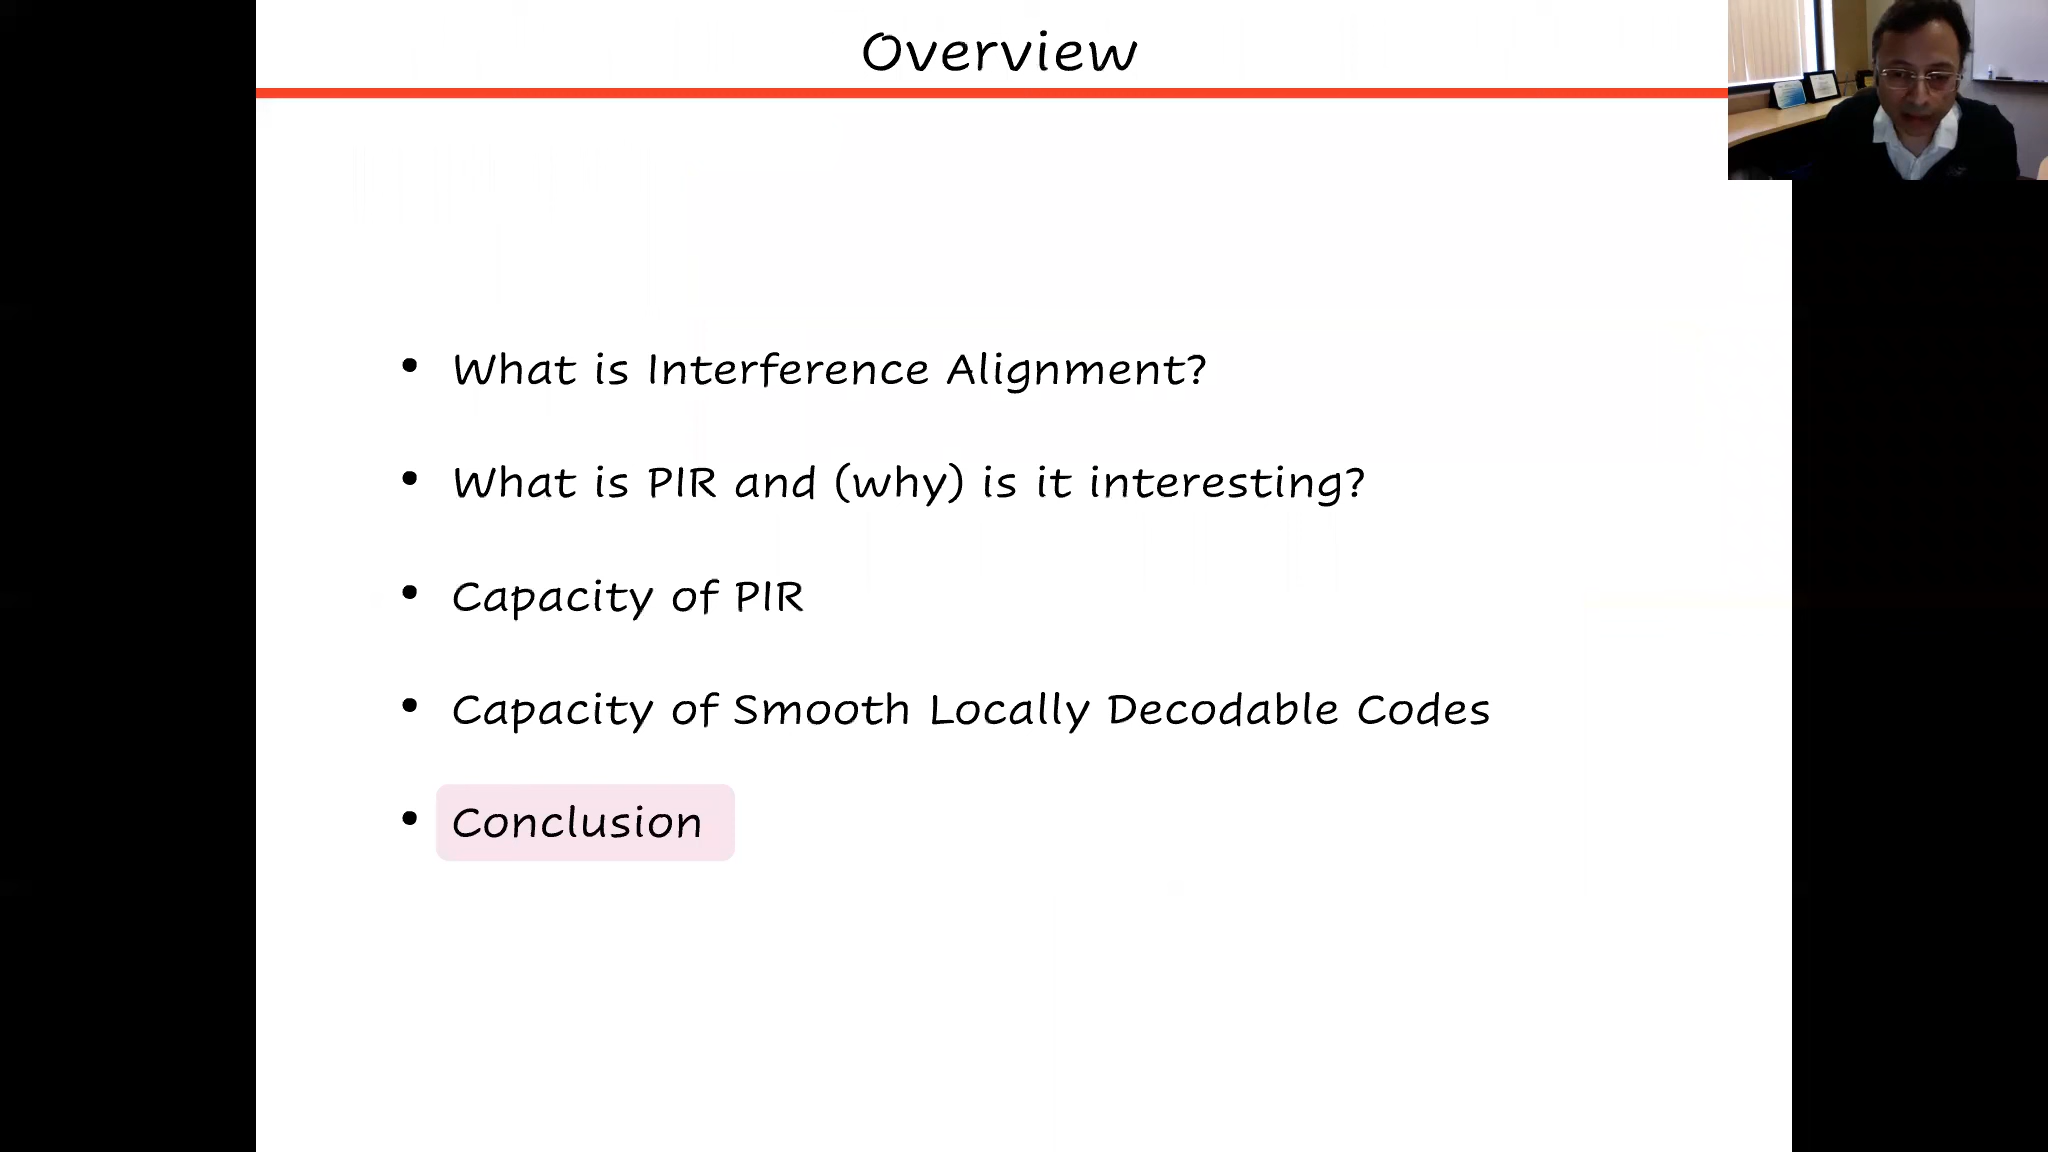 Overview
• What is Interference Alignment?
• What is PIR and (why) is it interesting?
• Capacity of PIR
• Capacity of Smooth Locally Decodable Codes
• Conclusion